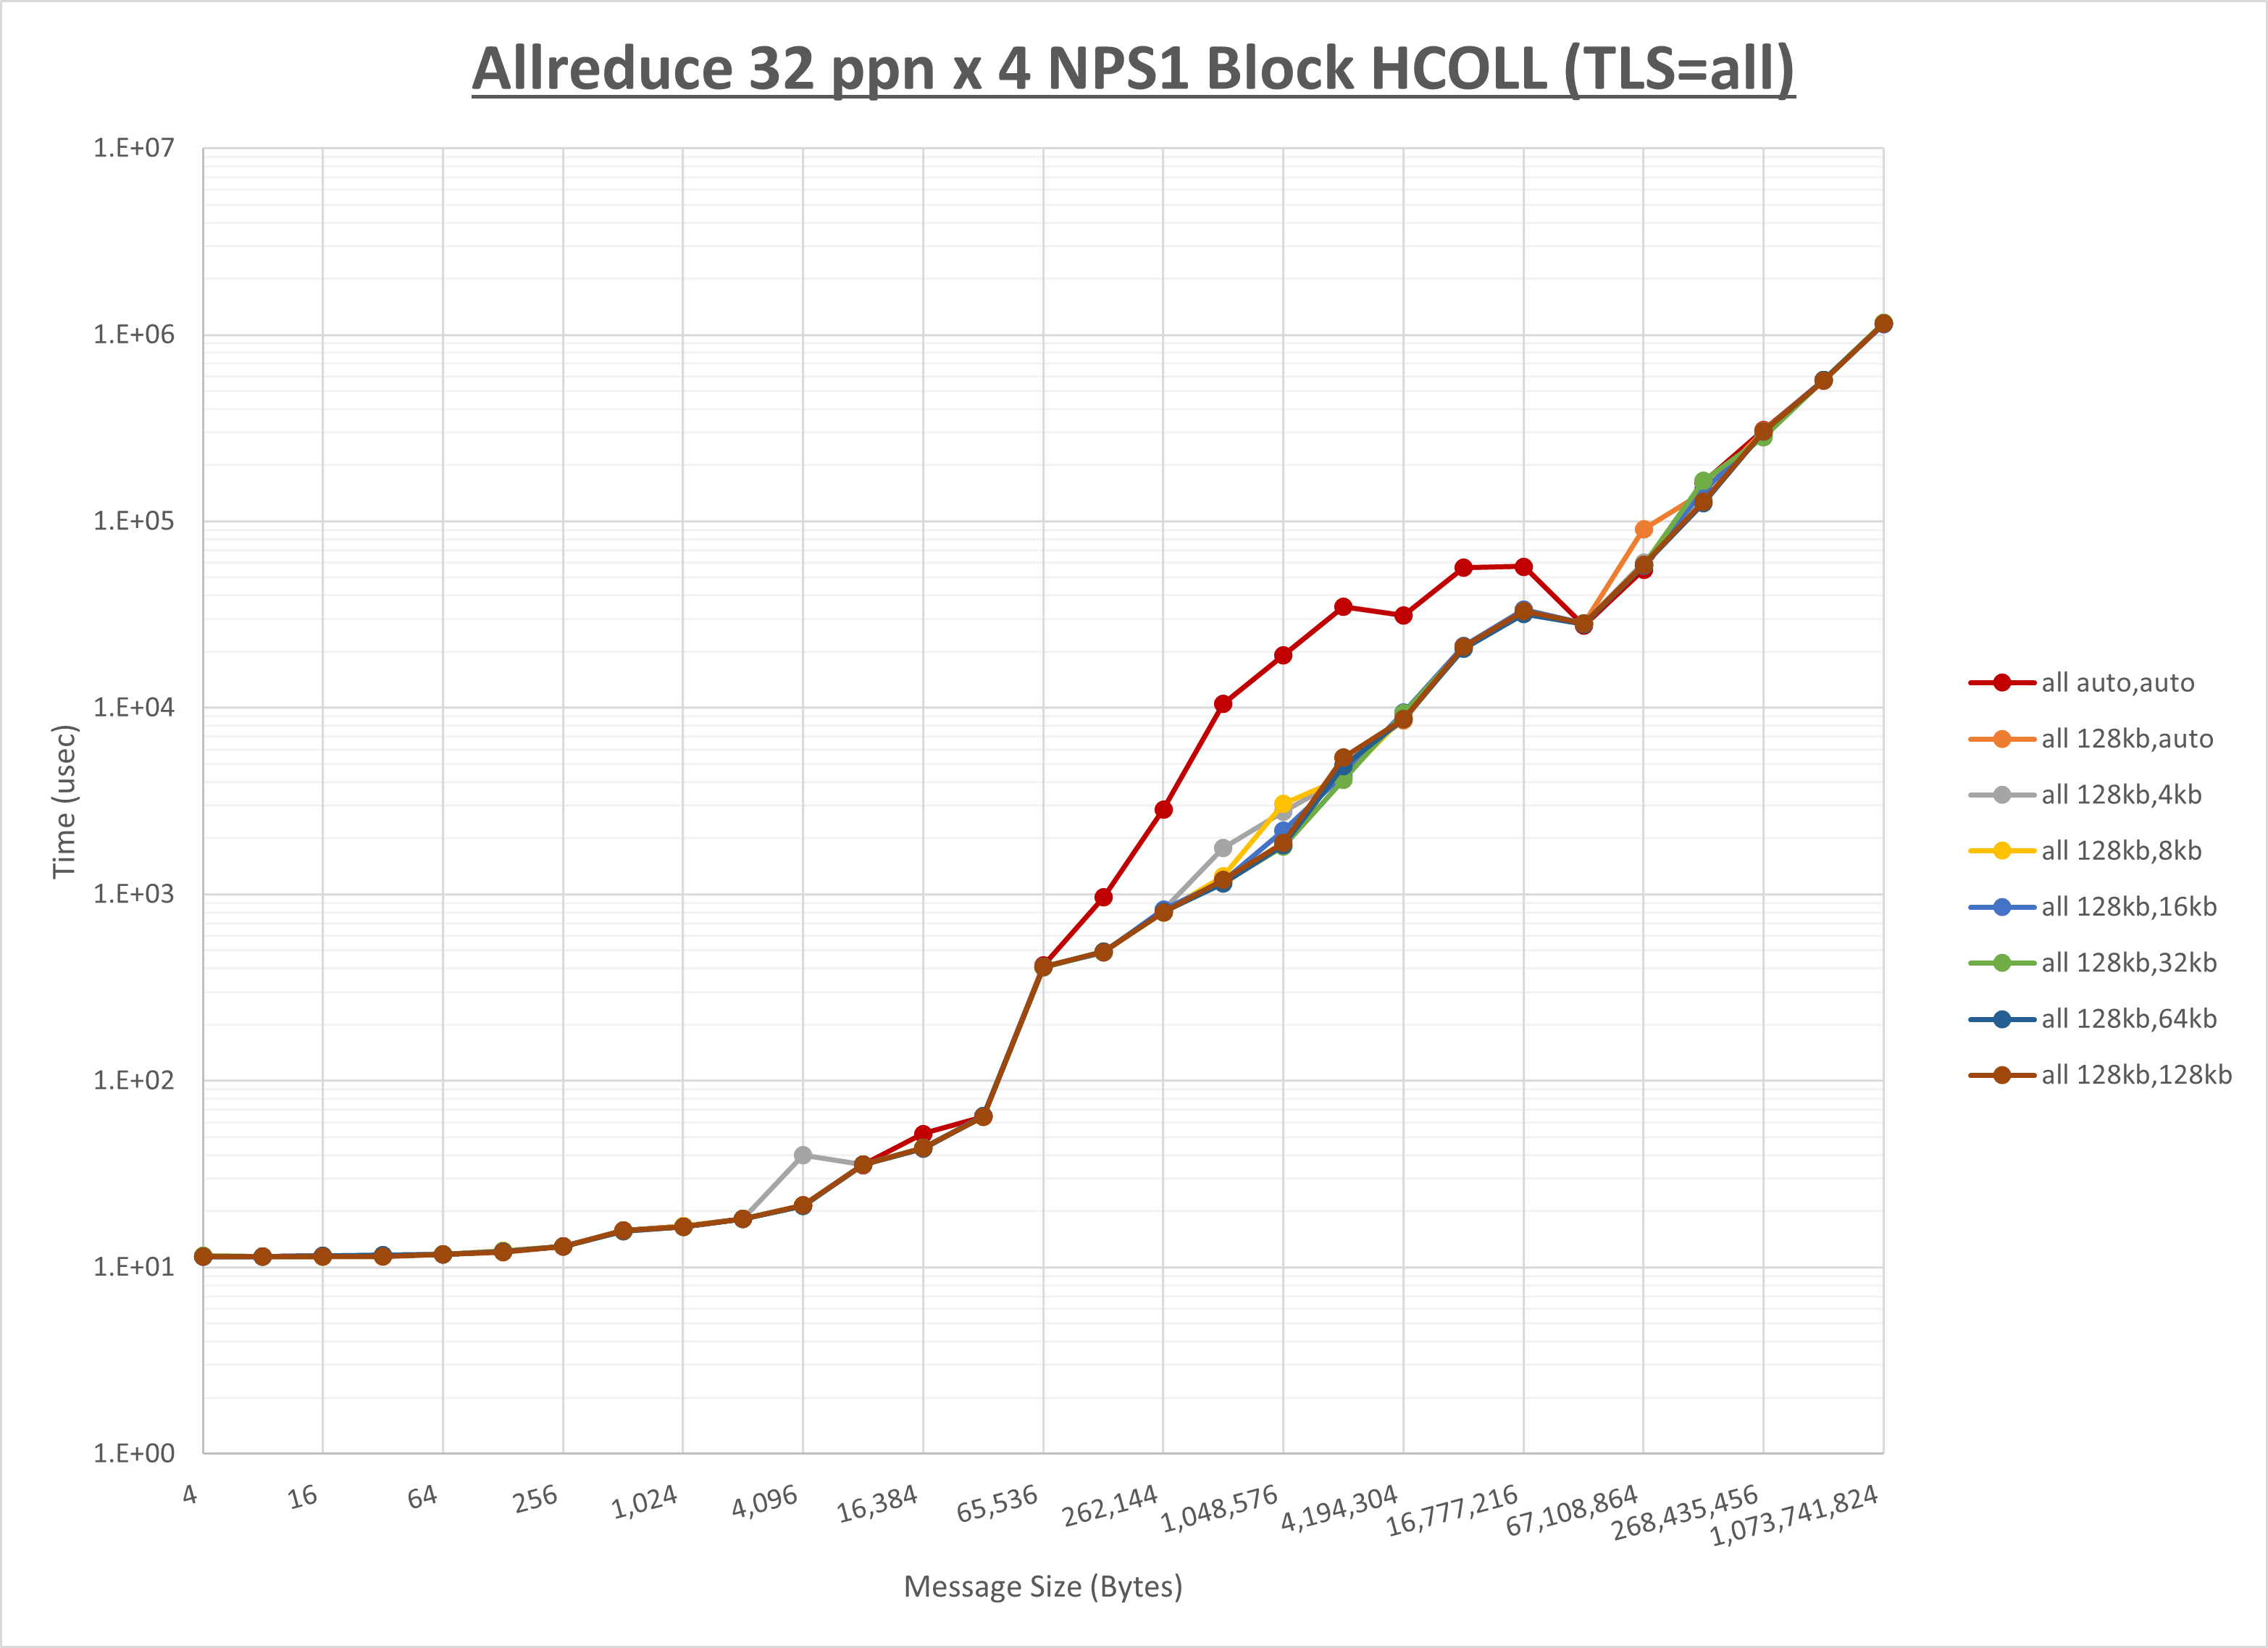 Allreduce 32 ppn x 4 NPS1 Block HCOLL (TLS=all)
1.E+07
1.E+06
1.E+05
1.E+04
1.E+03
1.E+02
1.E+01
1.E+00
Time (usec)
4
16
64
256
1,024
4,096
16,384
65,536
262,144
1,048,576
4,194,304
16,777,216
67,108,864
268,435,456
1,073,741,824
Message Size (Bytes)
all auto,auto
all 128kb,auto
all 128kb,4kb
all 128kb,8kb
all 128kb,16kb
all 128kb,32kb
all 128kb,64kb
all 128kb,128kb